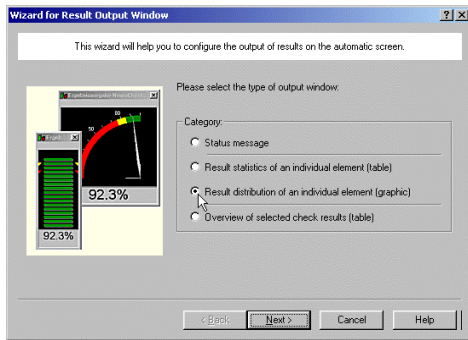 Wizard for Result Output Window
This wizard will help you to configure the output of results on the automatic screen.
Please select the type of output window:
Category:
Status message
Result statistics of an individual element (table)
Result distribution of an individual element (graphic)
Overview of selected check results (table)
50
92.3%
92.3%
< Back
Next >
Cancel
Help